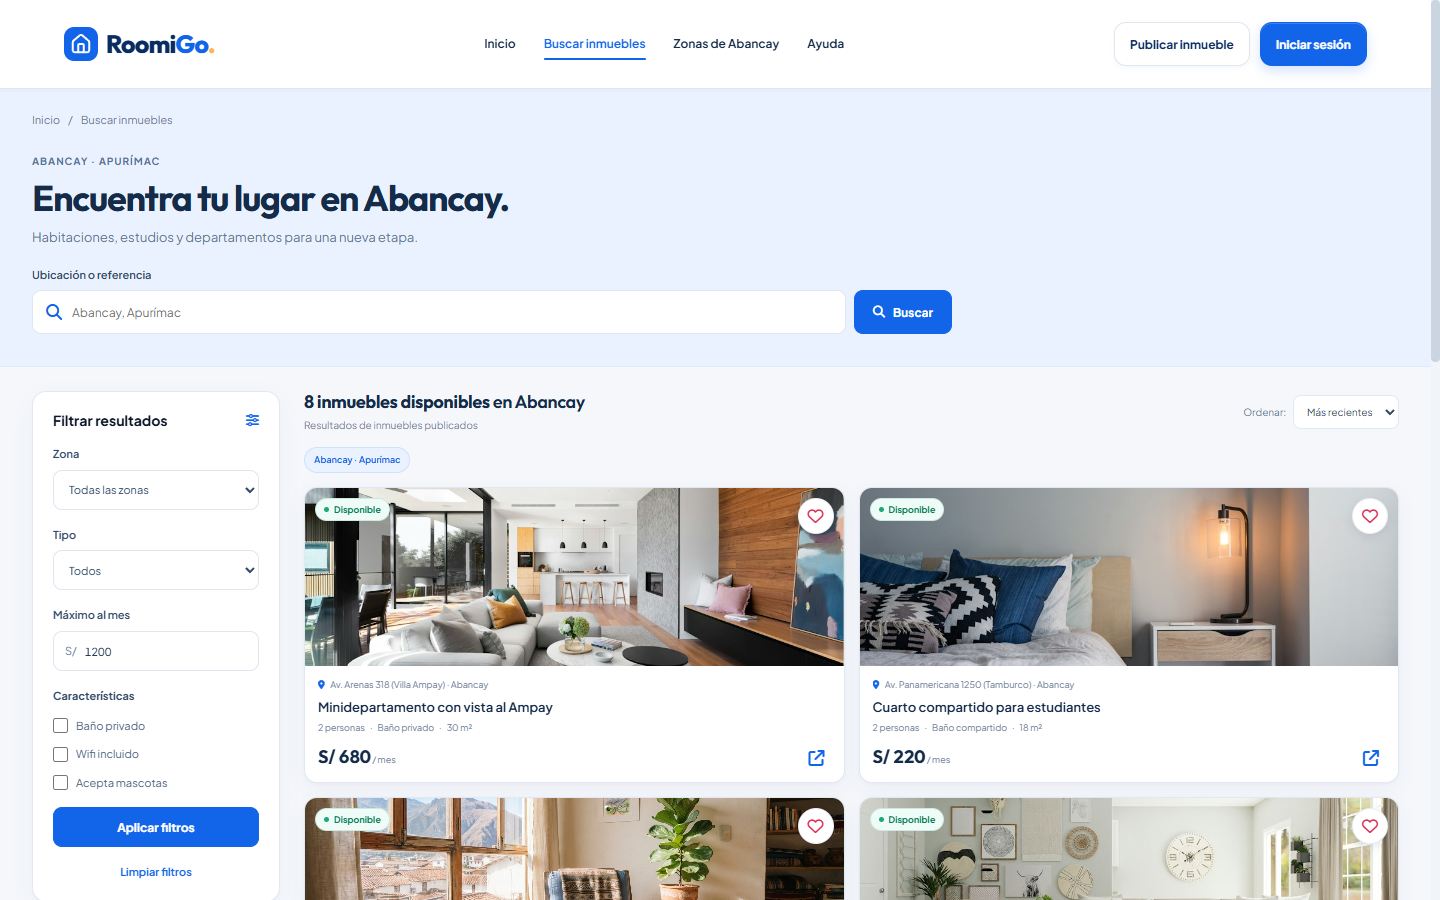 RoomiGo.
Inicio
Buscar inmuebles
Zonas de Abancay
Ayuda
Publicar inmueble
Iniciar sesión
Inicio / Buscar inmuebles
ABANCAY · APURÍMAC
Encuentra tu lugar en Abancay.
Habitaciones, estudios y departamentos para una nueva etapa.
Ubicación o referencia
Abancay, Apurímac
Buscar
Filtrar resultados
Zona
Todas las zonas
Tipo
Todos
Máximo al mes
S/ 1200
Características
Baño privado
Wifi incluido
Acepta mascotas
Aplicar filtros
Limpiar filtros
8 inmuebles disponibles en Abancay
Resultados de inmuebles publicados
Ordenar: Más recientes
Abancay · Apurímac
Disponible
Av. Arenas 318 (Villa Ampay) · Abancay
Minidepartamento con vista al Ampay
2 personas · Baño privado · 30 m²
S/ 680 / mes
Disponible
Av. Panamericana 1250 (Tamburco) · Abancay
Cuarto compartido para estudiantes
2 personas · Baño compartido · 18 m²
S/ 220 / mes
Disponible
Disponible